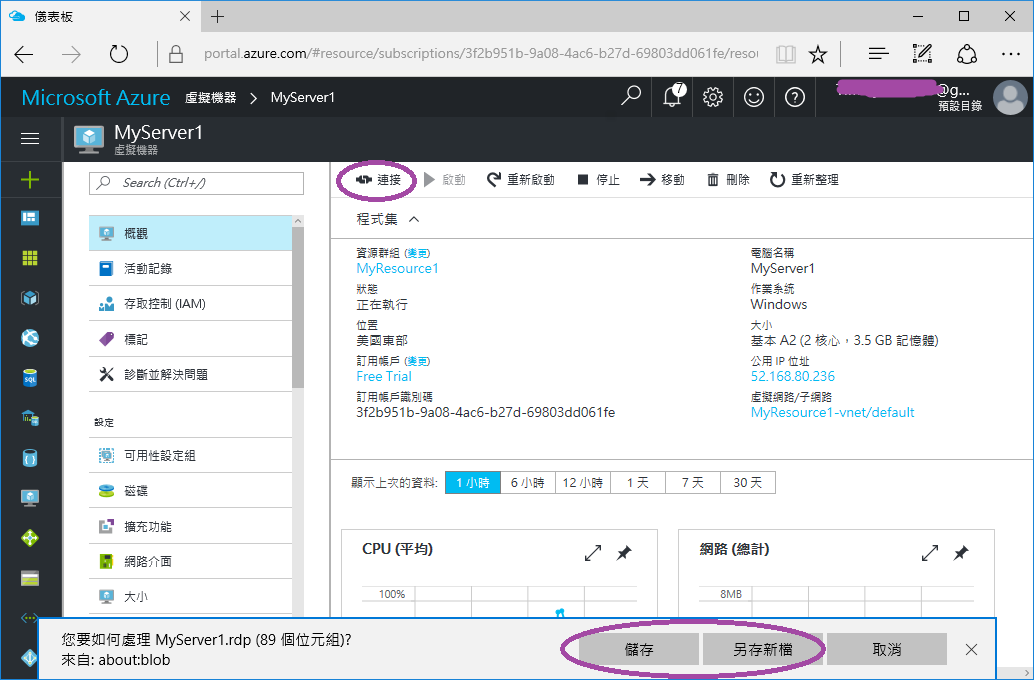 儀表板
portal.azure.com/#resource/subscriptions/3f2b951b-9a08-4ac6-b27d-69803dd061fe/resou
Microsoft Azure 虛擬機器 > MyServer1
7
@g...
預設目錄
MyServer1
虛擬機器
Search (Ctrl+/)
連接 啟動 重新啟動 停止 移動 刪除 重新整理
程式集
概觀
活動記錄
存取控制 (IAM)
標記
診斷並解決問題
設定
可用性設定組
磁碟
擴充功能
網路介面
大小
SQL
資源群組 (變更)
MyResource1
狀態
正在執行
位置
美國東部
訂用帳戶 (變更)
Free Trial
訂用帳戶識別碼
3f2b951b-9a08-4ac6-b27d-69803dd061fe
電腦名稱
MyServer1
作業系統
Windows
大小
基本 A2 (2 核心，3.5 GB 記憶體)
公用 IP 位址
52.168.80.236
虛擬網路/子網路
MyResource1-vnet/default
顯示上次的資料: 1 小時 6 小時 12 小時 1 天 7 天 30 天
CPU (平均)
100%
網路 (總計)
8MB
您要如何處理 MyServer1.rdp (89 個位元組)?
來自: about:blob
儲存 另存新檔 取消